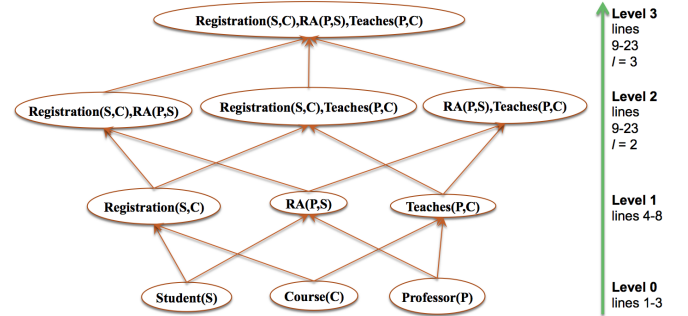 Registration(S,C),RA(P,S),Teaches(P,C)
Level 3
lines
9-23
l = 3
Registration(S,C),RA(P,S)
Registration(S,C),Teaches(P,C)
RA(P,S),Teaches(P,C)
Level 2
lines
9-23
l = 2
Registration(S,C)
RA(P,S)
Teaches(P,C)
Level 1
lines 4-8
Student(S)
Course(C)
Professor(P)
Level 0
lines 1-3